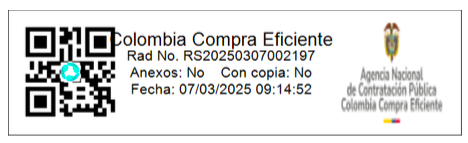 Colombia Compra Eficiente
Rad No. RS20250307002197
Anexos: No Con copia: No
Fecha: 07/03/2025 09:14:52
Agencia Nacional
de Contratación Pública
Colombia Compra Eficiente